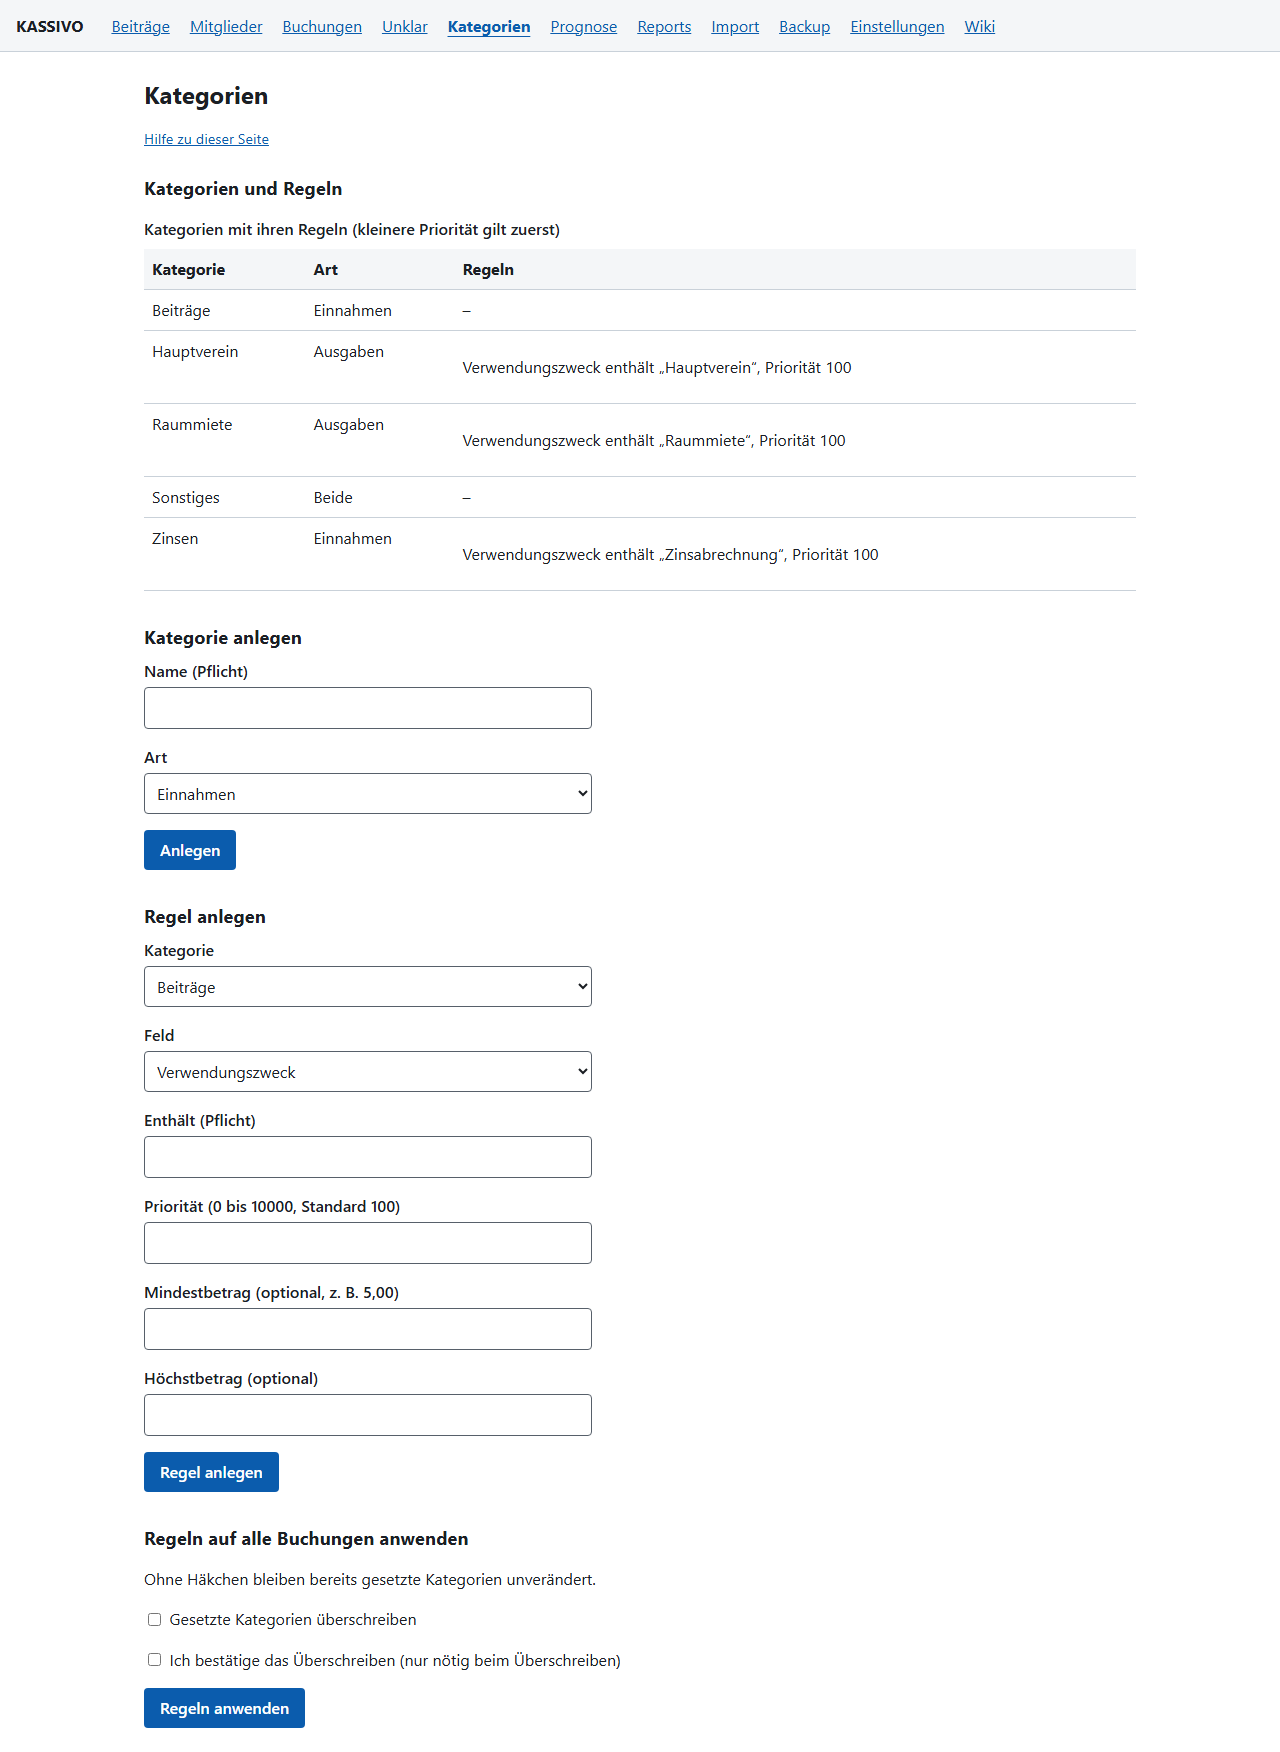 KASSIVO Beiträge Mitglieder Buchungen Unklar Kategorien Prognose Reports Import Backup Einstellungen Wiki
Kategorien
Hilfe zu dieser Seite
Kategorien und Regeln
Kategorien mit ihren Regeln (kleinere Priorität gilt zuerst)
Kategorie Art Regeln
Beiträge Einnahmen –
Hauptverein Ausgaben Verwendungszweck enthält „Hauptverein“, Priorität 100
Raummiete Ausgaben Verwendungszweck enthält „Raummiete“, Priorität 100
Sonstiges Beide –
Zinsen Einnahmen Verwendungszweck enthält „Zinsabrechnung“, Priorität 100
Kategorie anlegen
Name (Pflicht)
Art
Einnahmen
Anlegen
Regel anlegen
Kategorie
Beiträge
Feld
Verwendungszweck
Enthält (Pflicht)
Priorität (0 bis 10000, Standard 100)
Mindestbetrag (optional, z. B. 5,00)
Höchstbetrag (optional)
Regel anlegen
Regeln auf alle Buchungen anwenden
Ohne Häkchen bleiben bereits gesetzte Kategorien unverändert.
Gesetzte Kategorien überschreiben
Ich bestätige das Überschreiben (nur nötig beim Überschreiben)
Regeln anwenden